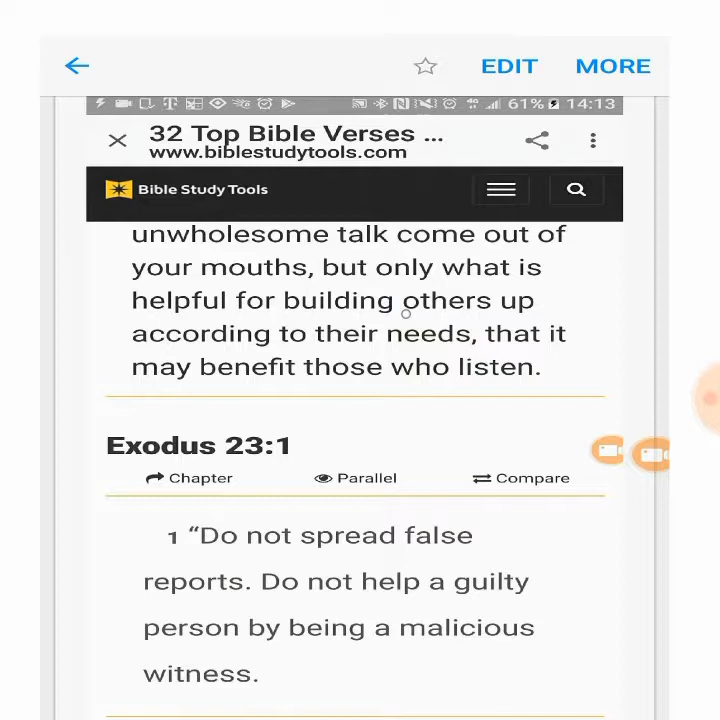 EDIT MORE
61% 14:13
32 Top Bible Verses ...
www.biblestudytools.com
Bible Study Tools
unwholesome talk come out of
your mouths, but only what is
helpful for building others up
according to their needs, that it
may benefit those who listen.
Exodus 23:1
Chapter Parallel Compare
1 “Do not spread false
reports. Do not help a guilty
person by being a malicious
witness.